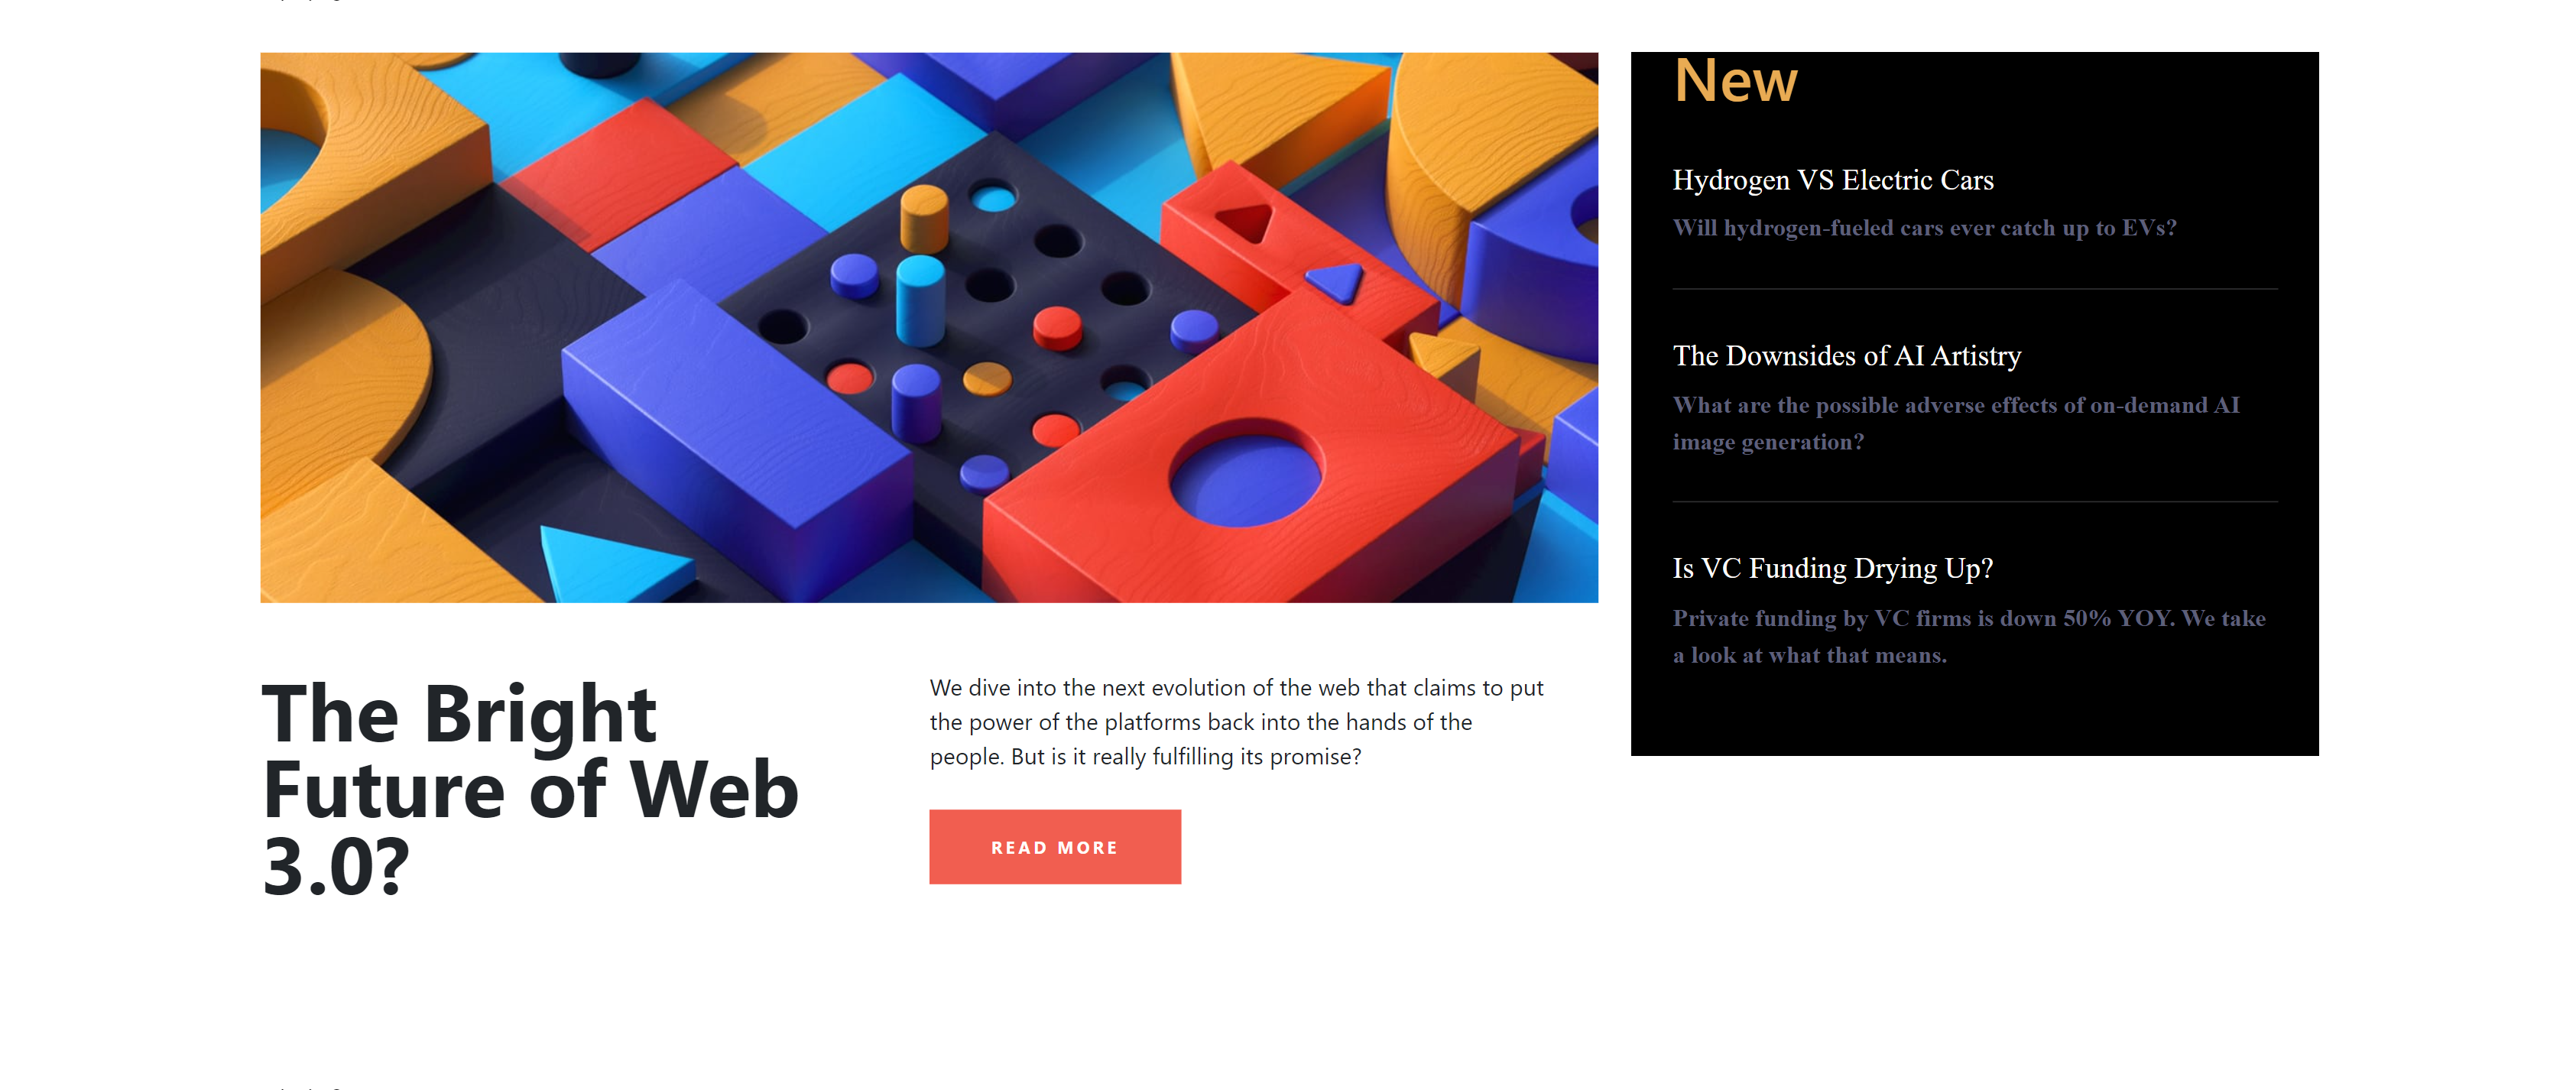 New
Hydrogen VS Electric Cars
Will hydrogen-fueled cars ever catch up to EVs?
The Downsides of AI Artistry
What are the possible adverse effects of on-demand AI
image generation?
Is VC Funding Drying Up?
Private funding by VC firms is down 50% YOY. We take
a look at what that means.
The Bright
Future of Web
3.0?
We dive into the next evolution of the web that claims to put
the power of the platforms back into the hands of the
people. But is it really fulfilling its promise?
READ MORE